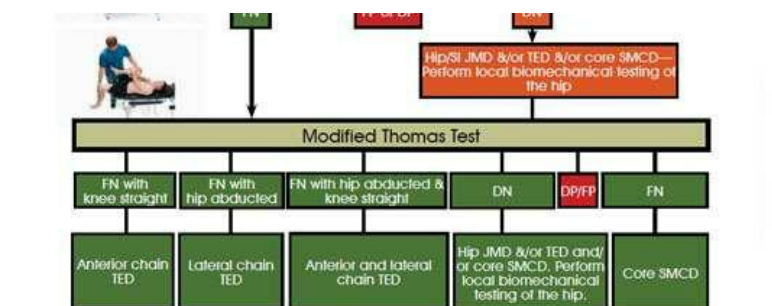 FN
FP or DP
DN
Hip/SI JMD &/or TED &/or core SMCD—
Perform local biomechanical testing of
the hip
Modified Thomas Test
FN with
knee straight
FN with
hip abducted
FN with hip abducted &
knee straight
DN
DP/FP
FN
Anterior chain
TED
Lateral chain
TED
Anterior and lateral
chain TED
Hip JMD &/or TED and/
or core SMCD. Perform
local biomechanical
testing of the hip.
Core SMCD